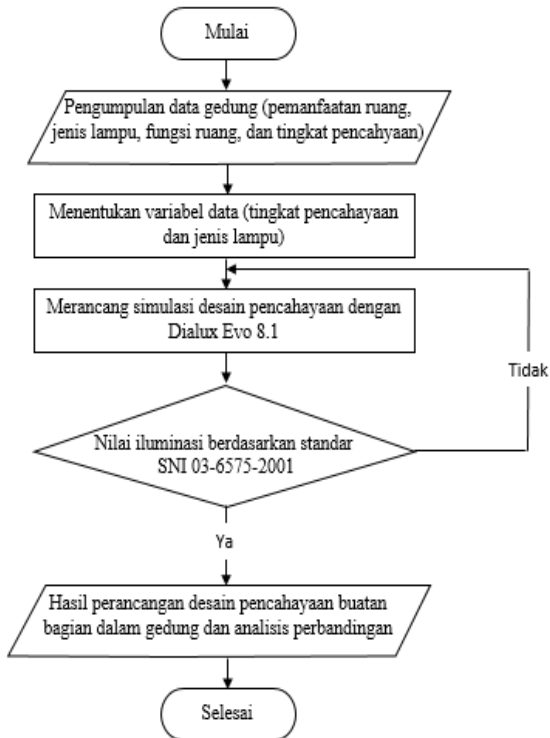 Mulai
Pengumpulan data gedung (pemanfaatan ruang,
jenis lampu, fungsi ruang, dan tingkat pencahyaan)
Menentukan variabel data (tingkat pencahayaan
dan jenis lampu)
Merancang simulasi desain pencahayaan dengan
Dialux Evo 8.1
Tidak
Nilai iluminasi berdasarkan standar
SNI 03-6575-2001
Ya
Hasil perancangan desain pencahayaan buatan
bagian dalam gedung dan analisis perbandingan
Selesai